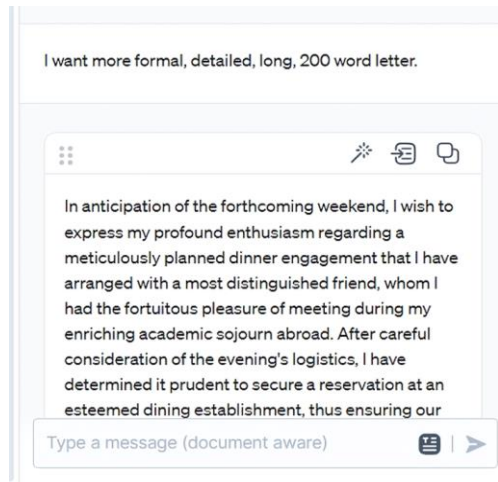 I want more formal, detailed, long, 200 word letter.
In anticipation of the forthcoming weekend, I wish to
express my profound enthusiasm regarding a
meticulously planned dinner engagement that I have
arranged with a most distinguished friend, whom I
had the fortuitous pleasure of meeting during my
enriching academic sojourn abroad. After careful
consideration of the evening's logistics, I have
determined it prudent to secure a reservation at an
esteemed dining establishment, thus ensuring our
Type a message (document aware)